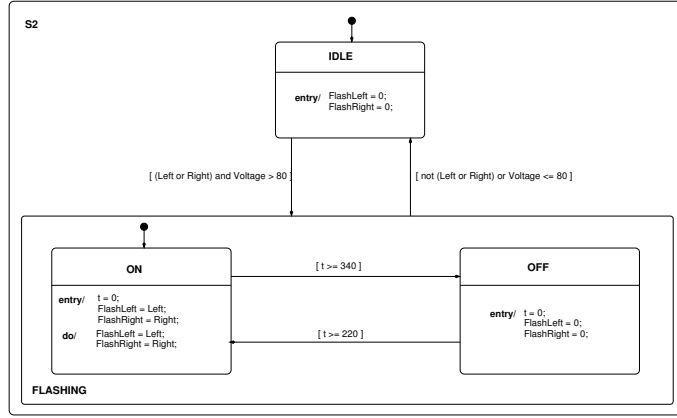 S2
IDLE
entry/ FlashLeft = 0;
FlashRight = 0;
[ (Left or Right) and Voltage > 80 ]
[ not (Left or Right) or Voltage <= 80 ]
ON
entry/ t = 0;
FlashLeft = Left;
FlashRight = Right;
do/ FlashLeft = Left;
FlashRight = Right;
[ t >= 340 ]
[ t >= 220 ]
OFF
entry/ t = 0;
FlashLeft = 0;
FlashRight = 0;
FLASHING